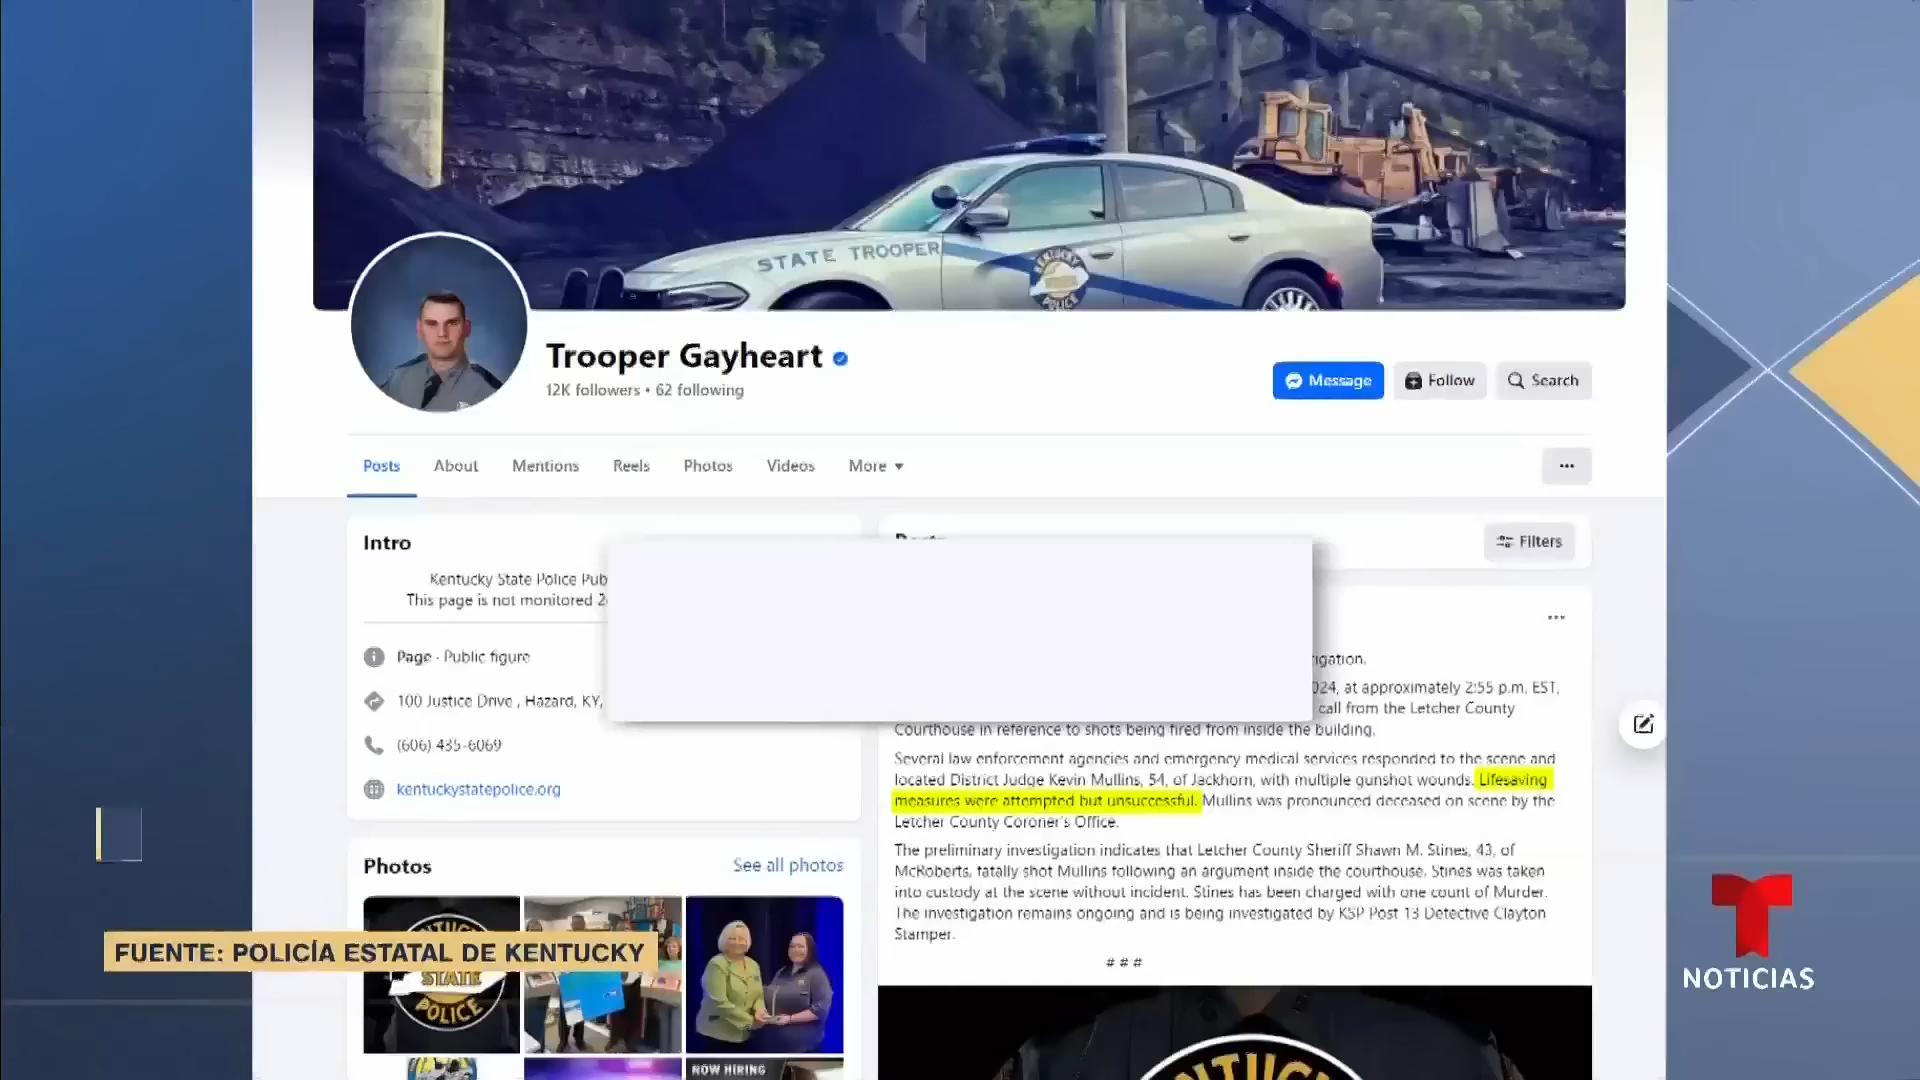 STATE TROOPER
KENTUCKY
POLICE
Trooper Gayheart
12K followers • 62 following
Message
Follow
Search
Posts
About
Mentions
Reels
Photos
Videos
More
Intro
Filters
Kentucky State Police
This page is not monitored
Page · Public figure
100 Justice Drive , Hazard, KY,
(606) 435-6069
kentuckystatepolice.org
Photos
See all photos
STATE
POLICE
NOW HIRING
024, at approximately 2:55 p.m. EST,
call from the Letcher County
Courthouse in reference to shots being fired from inside the building.
Several law enforcement agencies and emergency medical services responded to the scene and
located District Judge Kevin Mullins, 54, of Jackhorn, with multiple gunshot wounds. Lifesaving
measures were attempted but unsuccessful. Mullins was pronounced deceased on scene by the
Letcher County Coroner's Office.
The preliminary investigation indicates that Letcher County Sheriff Shawn M. Stines, 43, of
McRoberts, fatally shot Mullins following an argument inside the courthouse. Stines was taken
into custody at the scene without incident. Stines has been charged with one count of Murder.
The investigation remains ongoing and is being investigated by KSP Post 13 Detective Clayton
Stamper.
# # #
FUENTE: POLICÍA ESTATAL DE KENTUCKY
NOTICIAS